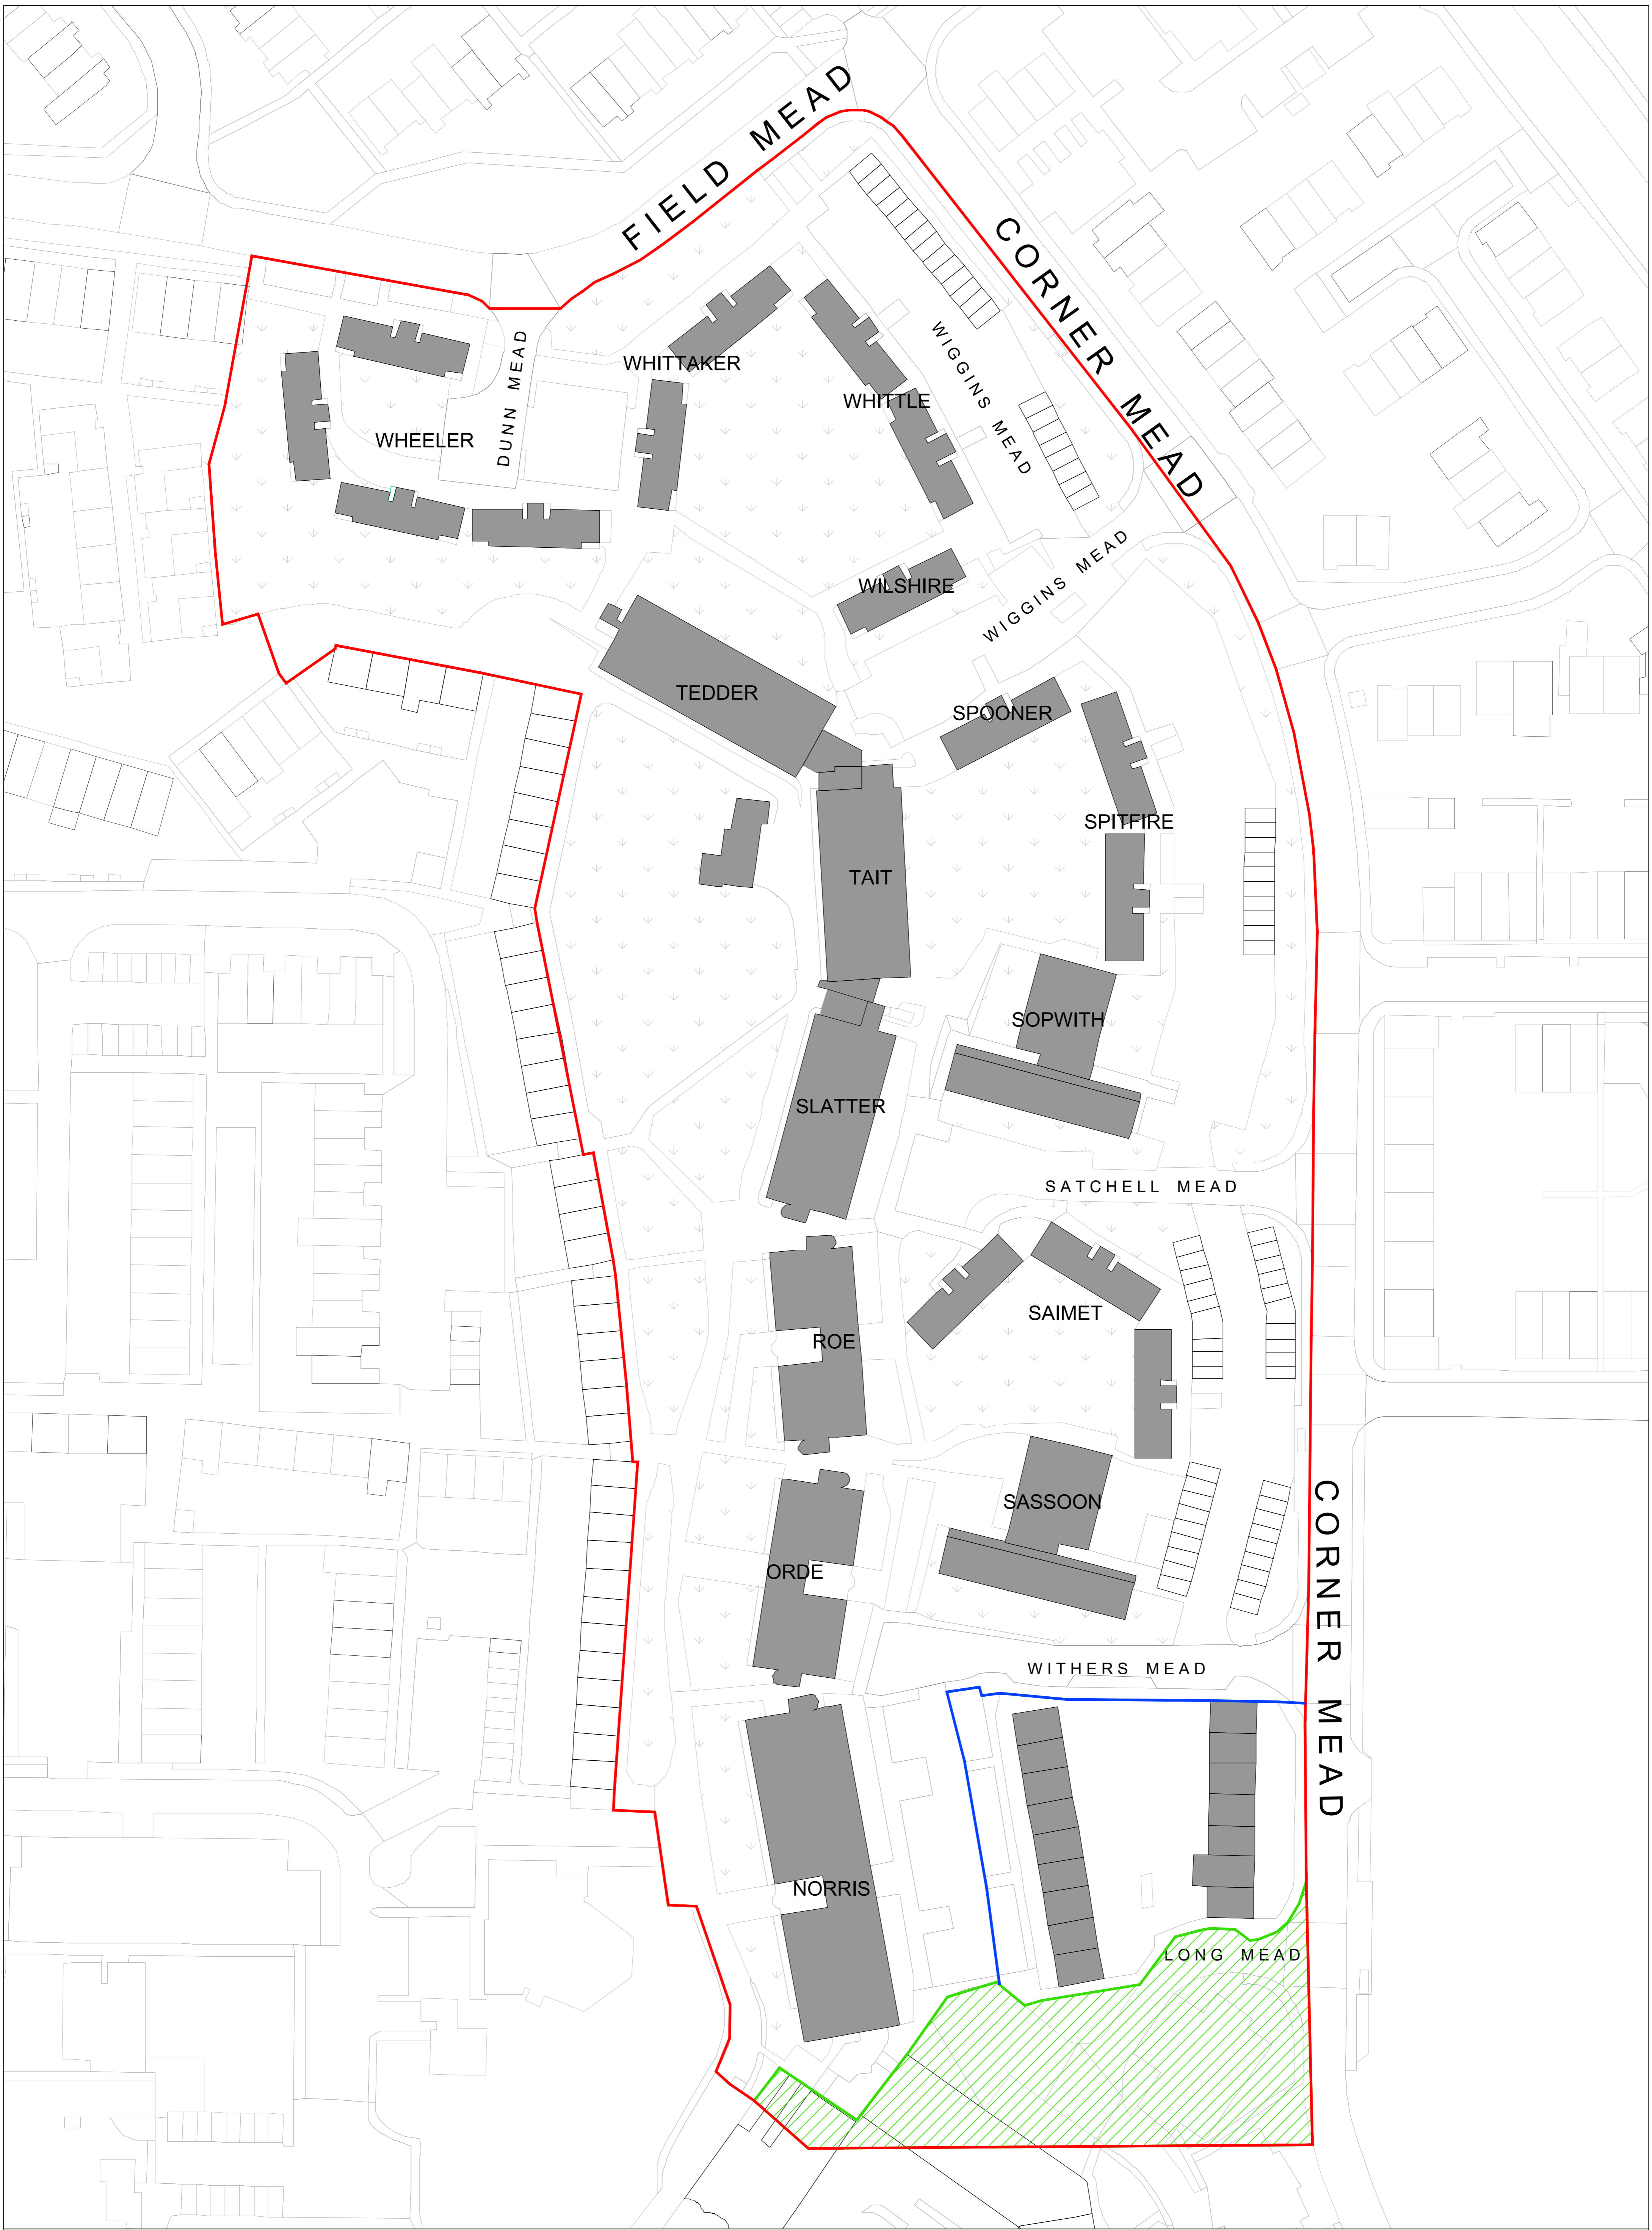 FIELD MEAD
CORNER MEAD
DUNN MEAD
WHITTAKER
WIGGINS MEAD
WHITTLE
WHEELER
WIGGINS MEAD
WILSHIRE
TEDDER
SPOONER
SPITFIRE
TAIT
SOPWITH
SLATTER
SATCHELL MEAD
SAIMET
ROE
SASSOON
CORNER MEAD
ORDE
WITHERS MEAD
NORRIS
LONG MEAD